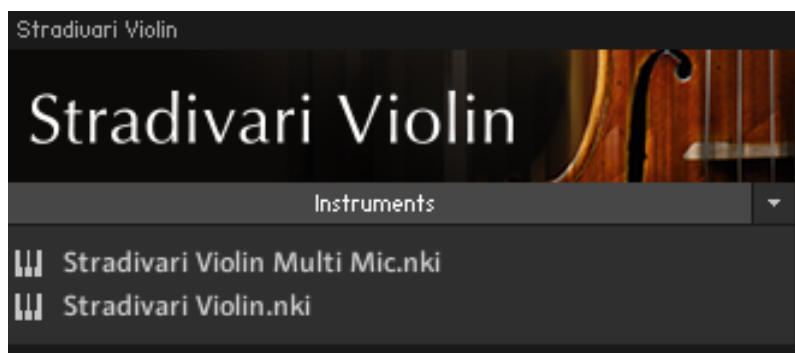 Stradivari Violin
Stradivari Violin
Instruments
Stradivari Violin Multi Mic.nki
Stradivari Violin.nki